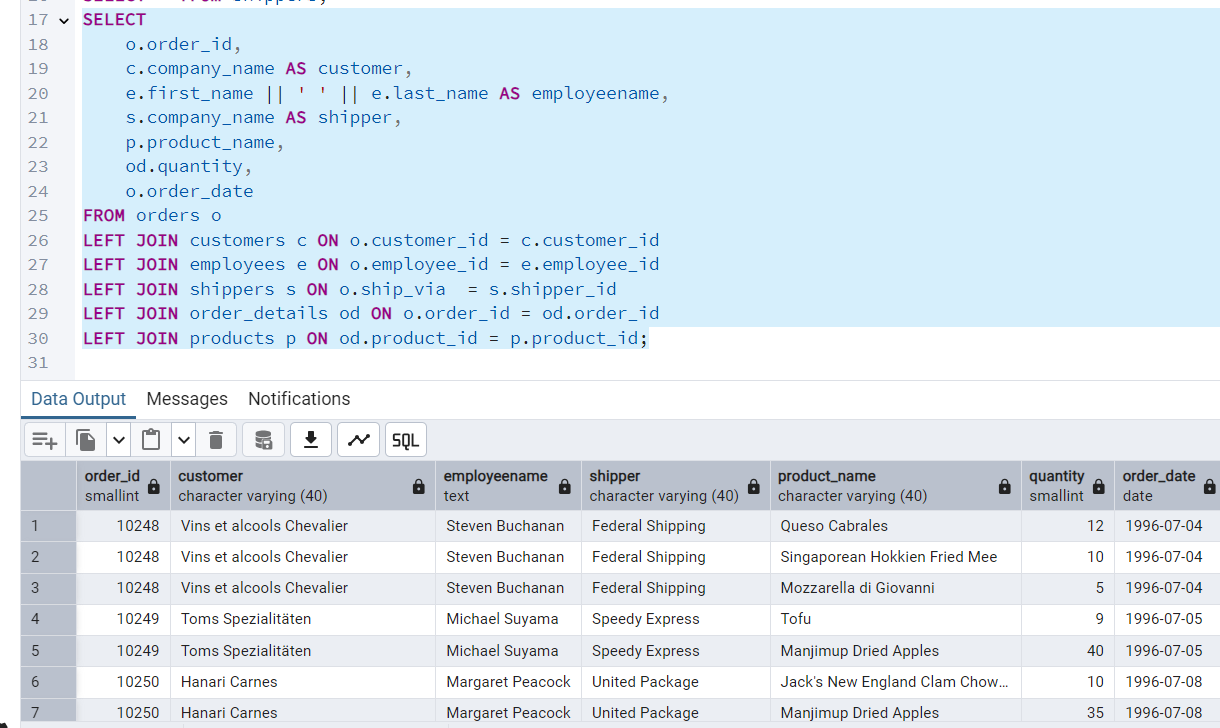 17 SELECT
18 o.order_id,
19 c.company_name AS customer,
20 e.first_name || ' ' || e.last_name AS employeename,
21 s.company_name AS shipper,
22 p.product_name,
23 od.quantity,
24 o.order_date
25 FROM orders o
26 LEFT JOIN customers c ON o.customer_id = c.customer_id
27 LEFT JOIN employees e ON o.employee_id = e.employee_id
28 LEFT JOIN shippers s ON o.ship_via  = s.shipper_id
29 LEFT JOIN order_details od ON o.order_id = od.order_id
30 LEFT JOIN products p ON od.product_id = p.product_id;
31
Data Output Messages Notifications
SQL
order_id customer employeename shipper product_name quantity order_date
smallint character varying (40) text character varying (40) character varying (40) smallint date
1 10248 Vins et alcools Chevalier Steven Buchanan Federal Shipping Queso Cabrales 12 1996-07-04
2 10248 Vins et alcools Chevalier Steven Buchanan Federal Shipping Singaporean Hokkien Fried Mee 10 1996-07-04
3 10248 Vins et alcools Chevalier Steven Buchanan Federal Shipping Mozzarella di Giovanni 5 1996-07-04
4 10249 Toms Spezialitäten Michael Suyama Speedy Express Tofu 9 1996-07-05
5 10249 Toms Spezialitäten Michael Suyama Speedy Express Manjimup Dried Apples 40 1996-07-05
6 10250 Hanari Carnes Margaret Peacock United Package Jack's New England Clam Chow... 10 1996-07-08
7 10250 Hanari Carnes Margaret Peacock United Package Manjimup Dried Apples 35 1996-07-08